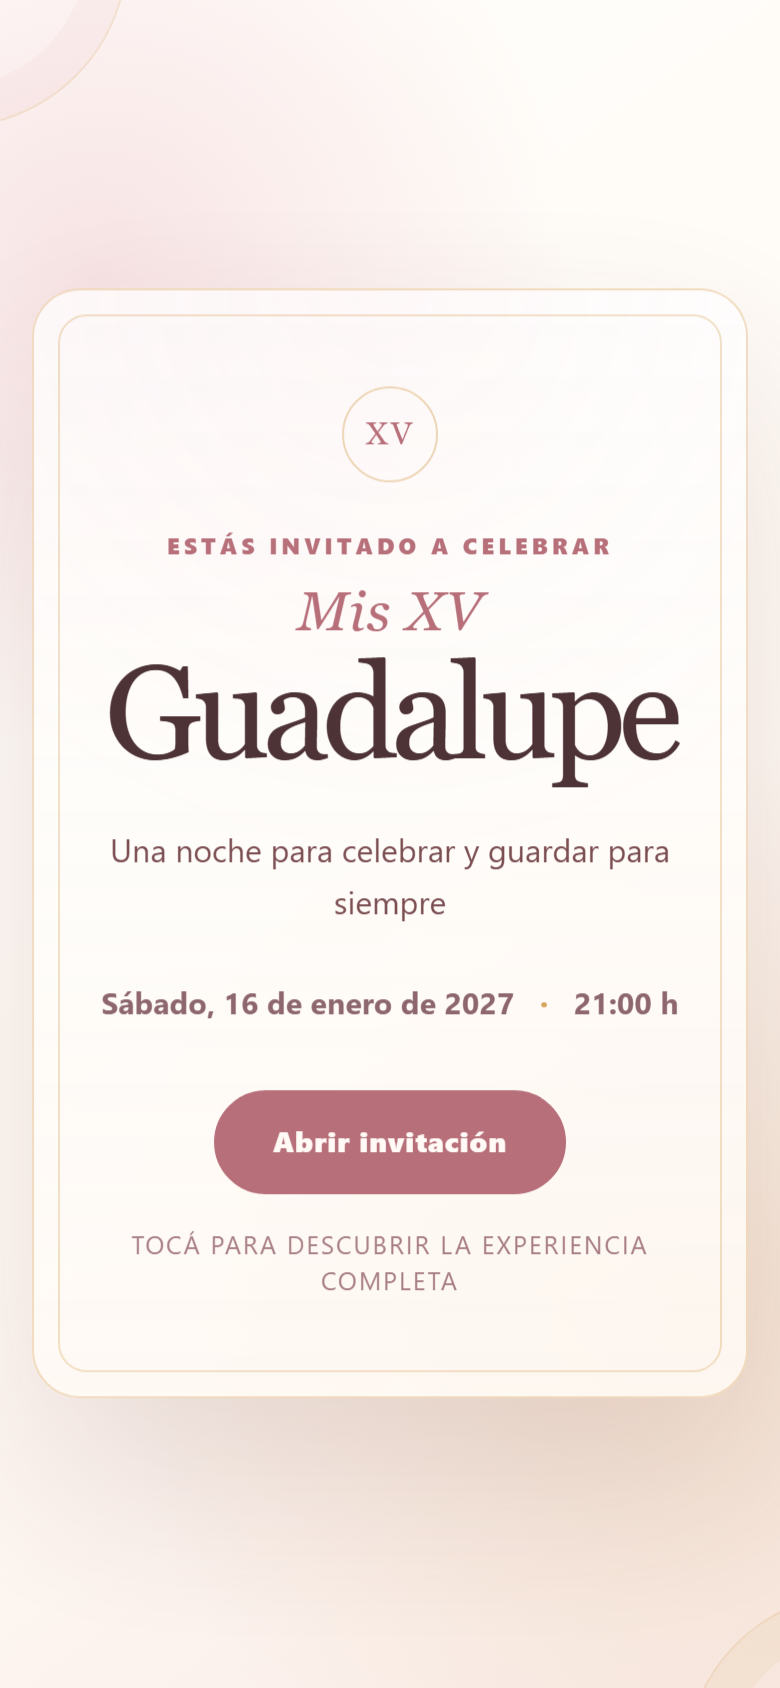 XV
ESTÁS INVITADO A CELEBRAR
Mis XV
Guadalupe
Una noche para celebrar y guardar para
siempre
Sábado, 16 de enero de 2027 · 21:00 h
Abrir invitación
TOCÁ PARA DESCUBRIR LA EXPERIENCIA
COMPLETA